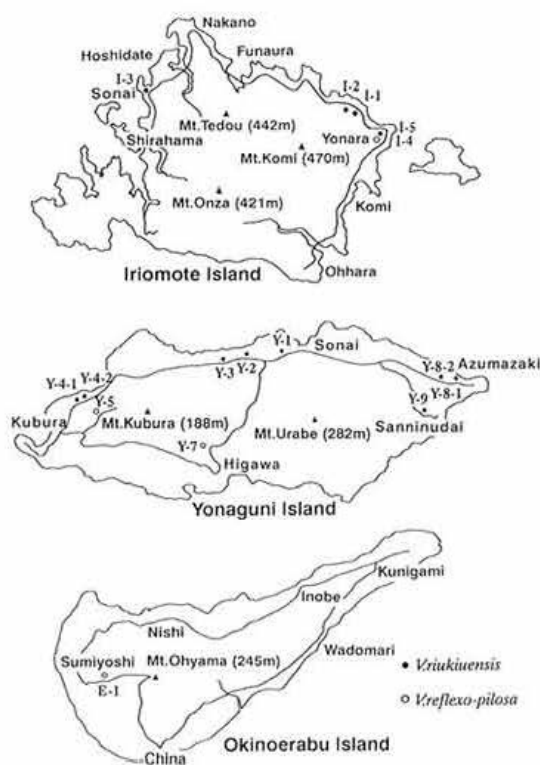 Nakano
Hoshidate
Funaura
I-3
Sonai
I-2
I-1
Mt.Tedou (442m)
I-5
Yonara
I-4
Shirahama
Mt.Komi (470m)
Mt.Onza (421m)
Komi
Ohhara
Iriomote Island
Y-1
Sonai
Y-3
Y-2
Y-8-2
Azumazaki
Y-4-1
Y-4-2
Y-8-1
Y-5
Y-9
Kubura
Mt.Kubura (188m)
Mt.Urabe (282m)
Sanninudai
Y-7
Higawa
Yonaguni Island
Kunigami
Inobe
Nishi
Wadomari
Sumiyoshi
Mt.Ohyama (245m)
E-1
China
Okinoerabu Island
V.riukiuensis
V.reflexo-pilosa